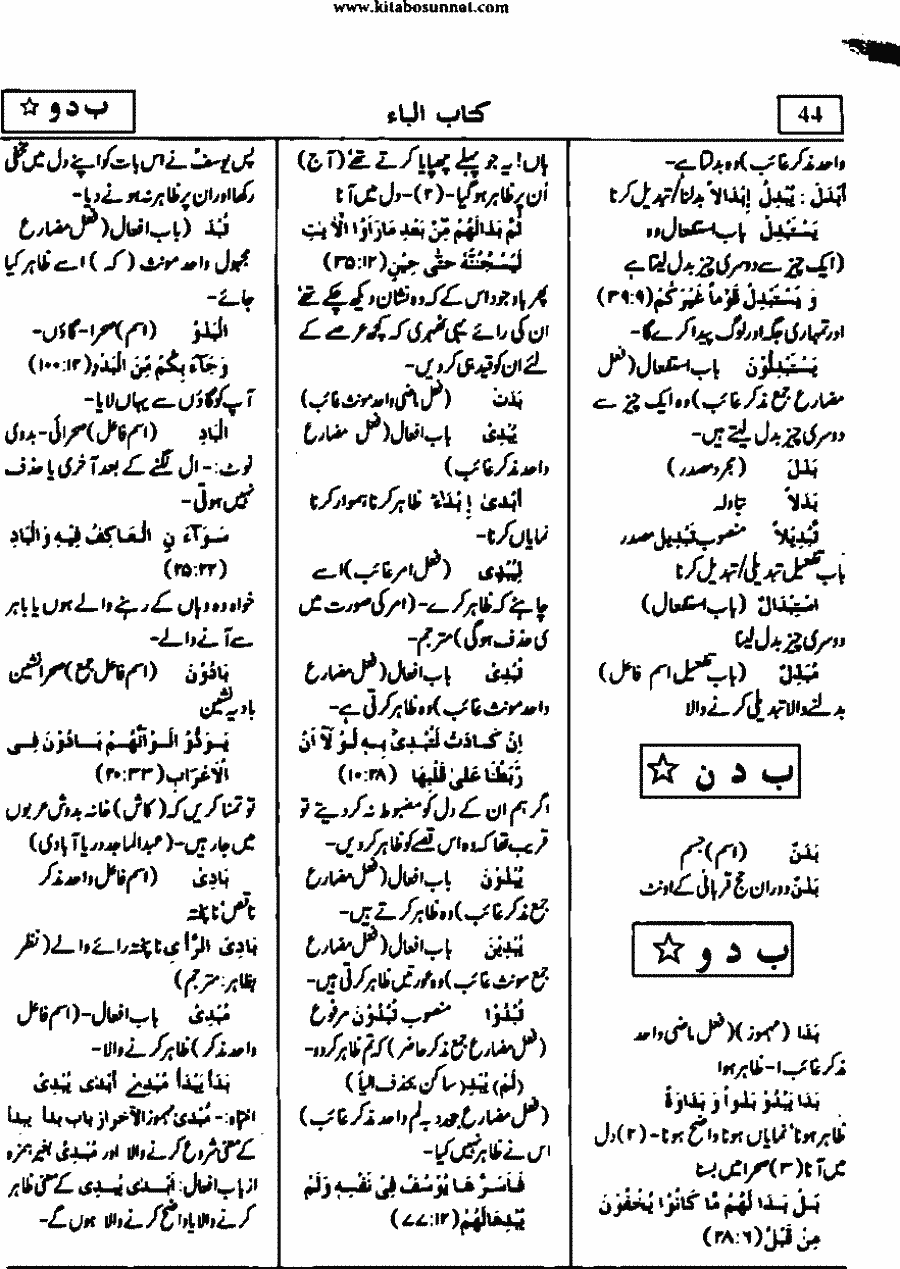 www.kitabosunnat.com
44
کتاب الباء
ب د و ☆
واحد مذکر غائب) وہ بدلتا ہے۔
اَبْدَلَ : یُبْدِلُ اِبْدَالاً بدلنا/تبدیل کرنا
یَسْتَبْدِلُ باب استفعال وہ
(ایک چیز سے دوسری چیز بدل لیتا ہے
وَ یَسْتَبْدِلْ قَوْماً غَیْرَکُمْ (۳۹:۹)
اور تمہاری جگہ اور لوگ پیدا کرے گا۔
یَسْتَبْدِلُوْنَ باب استفعال (فعل
مضارع جمع مذکر غائب) وہ ایک چیز سے
دوسری چیز بدل لیتے ہیں۔
بَدَلَ (مجرد مصدر)
بَدَلاً تبادلہ
تَبْدِیْلاً منصوب تَبْدِیل مصدر
باب تفعیل تبدیلی/تبدیل کرنا
اسْتِبْدَالٌ (باب استفعال)
دوسری چیز بدل لینا
مُبَدِّلٌ (باب تفعیل اسم فاعل)
بدلنے والا تبدیلی کرنے والا
ب د ن ☆
بَدَنٌ (اسم) جسم
بُدْنٌ دوران حج قربانی کے اونٹ
ب د و ☆
بَدَا (مہموز) (فعل ماضی واحد
مذکر غائب ا۔ ظاہر ہوا
بَدَا یَبْدُوْ بَدْواً وَ بَدَاوَۃً
ظاہر ہونا نمایاں ہونا واضح ہونا۔ (۲) دل
میں آنا (۳) صحرا میں بسنا
بَلْ بَدَا لَھُمْ مَّا کَانُوْا یُخْفُوْنَ
مِنْ قَبْلُ (۲۸:۶)
ہاں! یہ جو پہلے چھپایا کرتے تھے' (آج)
اُن پر ظاہر ہوگیا۔ (۲)۔ دل میں آنا
ثُمَّ بَدَالَھُمْ مِّنْ بَعْدِ مَارَاَوُا الْاٰیٰتِ
لَیَسْجُنُنَّہٗ حَتّٰی حِیْنٍ (۳۵:۱۲)
پھر باوجود اس کے کہ وہ نشان دیکھ چکے تھے
ان کی رائے یہی ٹھہری کہ کچھ عرصے کے
لئے ان کو قید ہی کر دیں۔
بَدَتْ (فعل ماضی واحد مونث غائب)
یُبْدِیْ باب افعال (فعل مضارع
واحد مذکر غائب)
اَبْدیٰ اِبْدَاءً ظاہر کرنا ہموار کرنا
نمایاں کرنا۔
لِیُبْدِی (فعل امر غائب) اسے
چاہئے کہ ظاہر کرے۔ (امر کی صورت میں
ی حذف ہوگی) مترجم۔
تُبْدِیْ باب افعال (فعل مضارع
واحد مونث غائب) وہ ظاہر کرتی ہے۔
اِنْ کَادَتْ لَتُبْدِیْ بِہٖ لَوْ لَآ اَنْ
رَّبَطْنَا عَلیٰ قَلْبِھَا (۱۰:۲۸)
اگر ہم ان کے دل کو مضبوط نہ کر دیتے تو
قریب تھا کہ وہ اس قصے کو ظاہر کر دیں۔
یُبْدُوْنَ باب افعال (فعل مضارع
جمع مذکر غائب) وہ ظاہر کرتے ہیں۔
یُبْدِیْنَ باب افعال (فعل مضارع
جمع مونث غائب) وہ عورتیں ظاہر کرتی ہیں۔
تُبْدُوْا منصوب تُبْدُوْنَ مرفوع
(فعل مضارع جمع مذکر حاضر) کہ تم ظاہر کرو۔
(لَمْ) یُبْدِ (ساکن بحذف الیا)
(فعل مضارع مجرد بہ لم واحد مذکر غائب)
اس نے ظاہر نہیں کیا۔
فَاَسَرَّ ھَا یُوْسُفُ فِیْ نَفْسِہٖ وَلَمْ
یُبْدِھَالَھُمْ (۷۷:۱۲)
پس یوسفؑ نے اس بات کو اپنے دل میں مخفی
رکھا اور ان پر ظاہر نہ ہونے دیا۔
تُبْدَ (باب افعال (فعل مضارع
مجہول واحد مونث (کہ) اسے ظاہر کیا
جائے۔
الْبَدْوُ (اسم) صحرا۔ گاؤں۔
وَجَآءَ بِکُمْ مِّنَ الْبَدْوِ (۱۰۰:۱۲)
آپ کو گاؤں سے یہاں لایا۔
الْبَادِ (اسم فاعل) صحرائی۔ بدوی
نوٹ:۔ ال لگنے کے بعد آخری یا حذف
نہیں ہوتی۔
سَوَآءَ نِ الْعَاکِفُ فِیْہِ وَالْبَادِ
(۲۵:۲۲)
خواہ وہ وہاں کے رہنے والے ہوں یا باہر
سے آنے والے۔
بَادُوْنَ (اسم فاعل جمع) صحرا نشین
بادیہ نشین
یَوَدُّوْ الَوْاَنَّھُمْ بَادُوْنَ فِی
الْاَعْرَابِ (۲۰:۳۳)
تو تمنا کریں کہ (کاش) خانہ بدوش عربوں
میں جا رہیں۔ (عبدالماجد دریا آبادی)
بَادِیَ (اسم فاعل واحد مذکر
ناقص ناپختہ
بَادِیَ الرَّاْیِ ناپختہ رائے والے (نظر
بظاہر: مترجم)
مُبْدِیْ باب افعال۔ (اسم فاعل
واحد مذکر) ظاہر کرنے والا۔
بَدَأَ یَبْدَأُ مُبْدِئٌ اَبْدٰی یُبْدِیْ
انتباہ:۔ مُبْدِئ مہموز الآخر از باب بدأ یبدأ
کے معنی شروع کرنے والا اور مُبْدِی بغیر ہمزہ
از باب افعال: اَبْدٰی یُبْدِی کے معنی ظاہر
کرنے والا یا واضح کرنے والا ہوں گے۔